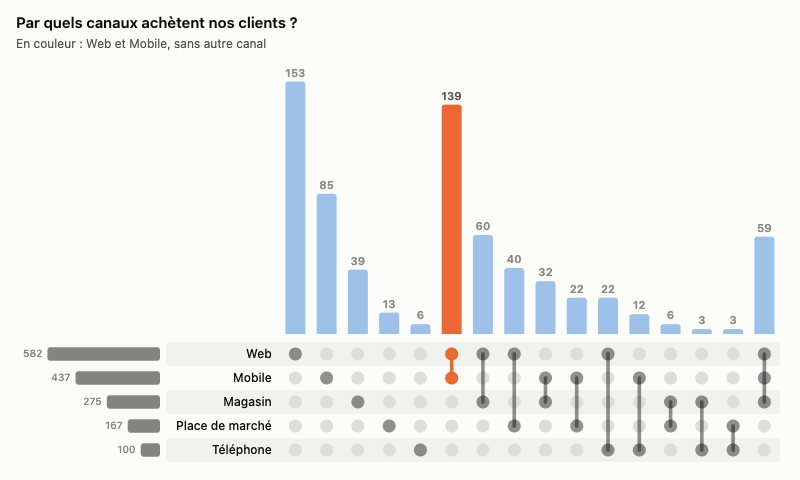 Par quels canaux achètent nos clients ?
En couleur : Web et Mobile, sans autre canal
153
139
85
60
59
40
39
32
22
22
13
12
6
6
3
3
582 Web
437 Mobile
275 Magasin
167 Place de marché
100 Téléphone